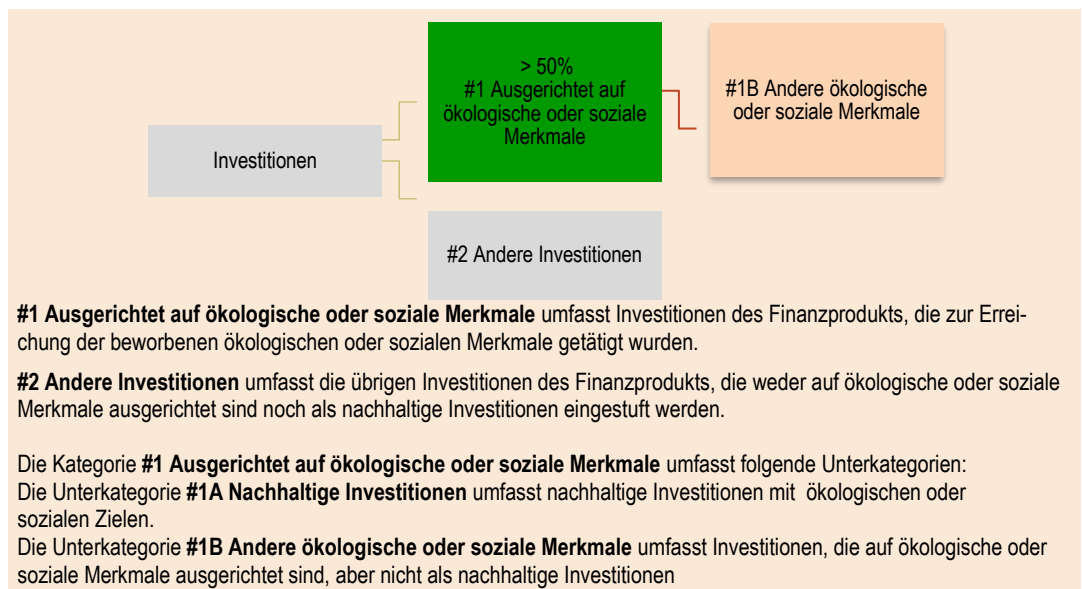 > 50%
#1 Ausgerichtet auf
ökologische oder soziale
Merkmale
#1B Andere ökologische
oder soziale Merkmale
Investitionen
#2 Andere Investitionen
#1 Ausgerichtet auf ökologische oder soziale Merkmale umfasst Investitionen des Finanzprodukts, die zur Errei-
chung der beworbenen ökologischen oder sozialen Merkmale getätigt wurden.
#2 Andere Investitionen umfasst die übrigen Investitionen des Finanzprodukts, die weder auf ökologische oder soziale
Merkmale ausgerichtet sind noch als nachhaltige Investitionen eingestuft werden.
Die Kategorie #1 Ausgerichtet auf ökologische oder soziale Merkmale umfasst folgende Unterkategorien:
Die Unterkategorie #1A Nachhaltige Investitionen umfasst nachhaltige Investitionen mit ökologischen oder
sozialen Zielen.
Die Unterkategorie #1B Andere ökologische oder soziale Merkmale umfasst Investitionen, die auf ökologische oder
soziale Merkmale ausgerichtet sind, aber nicht als nachhaltige Investitionen